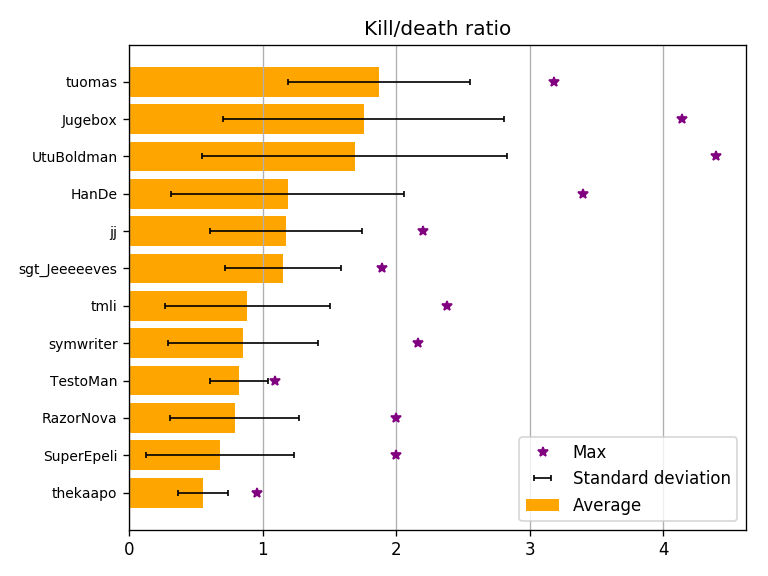 Kill/death ratio
tuomas
Jugebox
UtuBoldman
HanDe
jj
sgt_Jeeeeeves
tmli
symwriter
TestoMan
RazorNova
SuperEpeli
thekaapo
Max
Standard deviation
Average
0 1 2 3 4